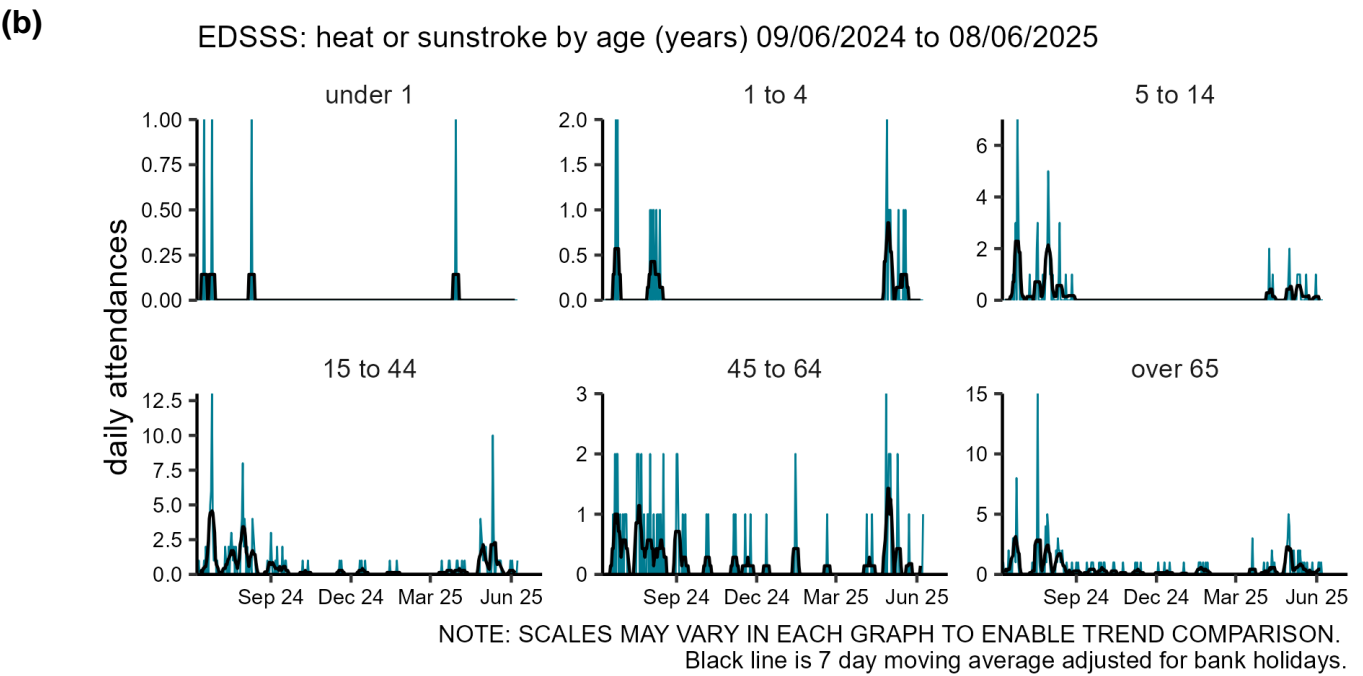 (b)
EDSSS: heat or sunstroke by age (years) 09/06/2024 to 08/06/2025
daily attendances
under 1
1.00
0.75
0.50
0.25
0.00
1 to 4
2.0
1.5
1.0
0.5
0.0
5 to 14
6
4
2
0
15 to 44
12.5
10.0
7.5
5.0
2.5
0.0
Sep 24 Dec 24 Mar 25 Jun 25
45 to 64
3
2
1
0
Sep 24 Dec 24 Mar 25 Jun 25
over 65
15
10
5
0
Sep 24 Dec 24 Mar 25 Jun 25
NOTE: SCALES MAY VARY IN EACH GRAPH TO ENABLE TREND COMPARISON.
Black line is 7 day moving average adjusted for bank holidays.